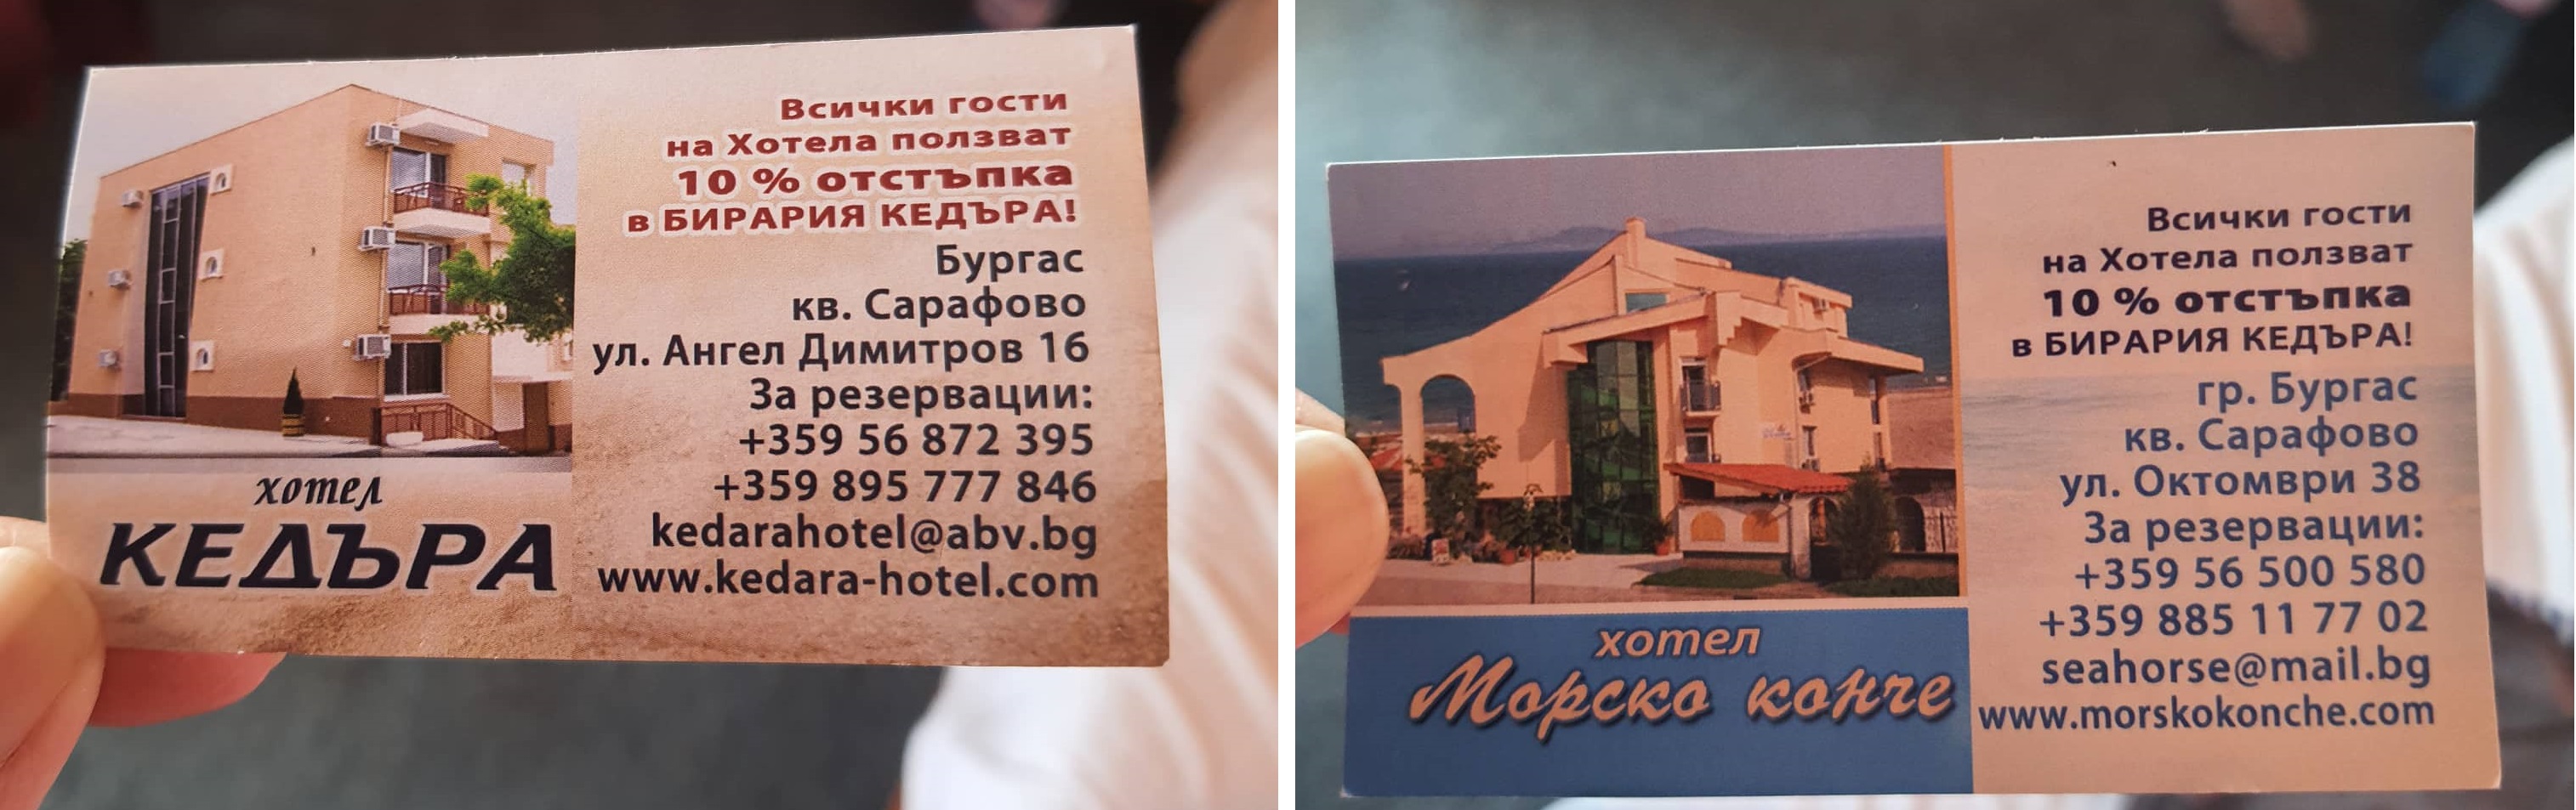 Всички гости
на Хотела ползват
10 % отстъпка
в БИРАРИЯ КЕДЪРА!
Бургас
кв. Сарафово
ул. Ангел Димитров 16
За резервации:
+359 56 872 395
+359 895 777 846
kedarahotel@abv.bg
www.kedara-hotel.com
хотел
КЕДЪРА
Всички гости
на Хотела ползват
10 % отстъпка
в БИРАРИЯ КЕДЪРА!
гр. Бургас
кв. Сарафово
ул. Октомври 38
За резервации:
+359 56 500 580
+359 885 11 77 02
seahorse@mail.bg
www.morskokonche.com
хотел
Морско конче